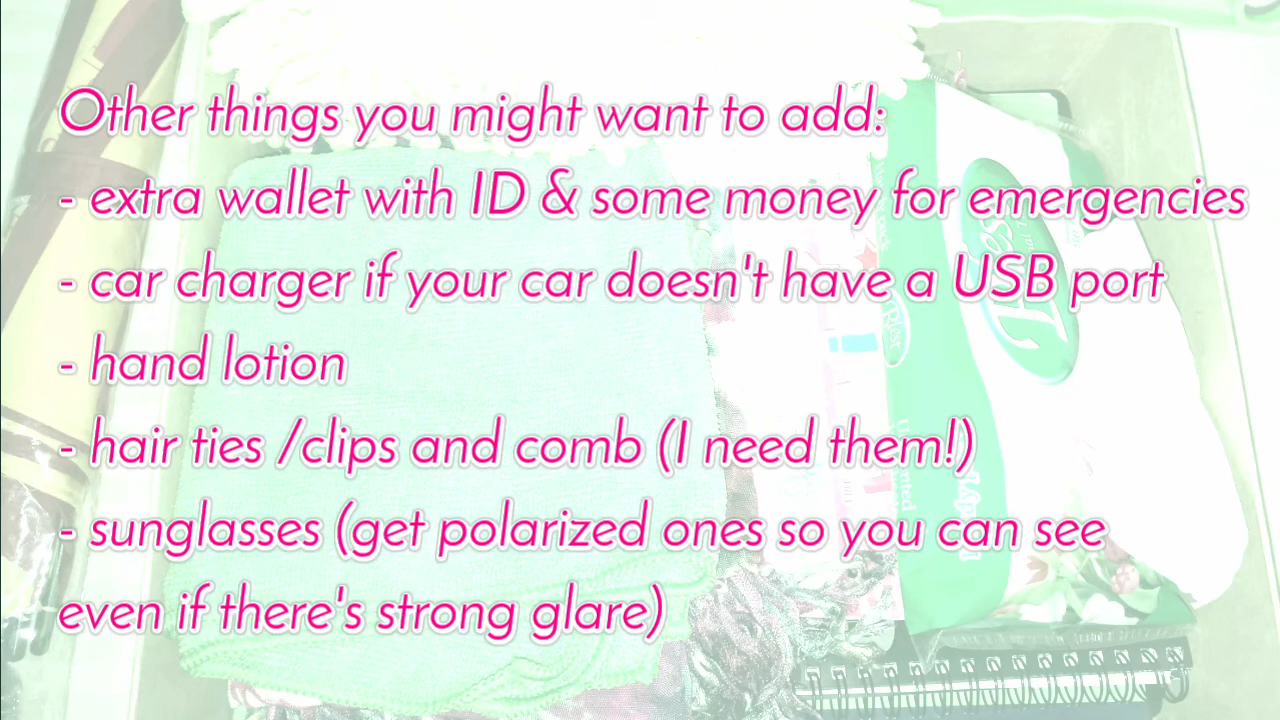 Other things you might want to add:
- extra wallet with ID & some money for emergencies
- car charger if your car doesn't have a USB port
- hand lotion
- hair ties /clips and comb (I need them!)
- sunglasses (get polarized ones so you can see
even if there's strong glare)